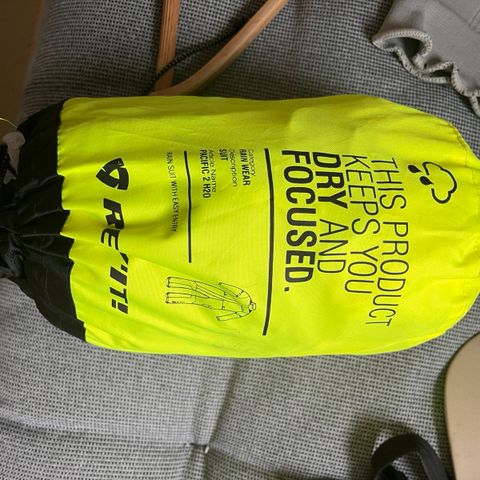 THIS PRODUCT
KEEPS YOU
DRY AND
FOCUSED.
Category
RAIN WEAR
Description
SUIT
Article Name
PACIFIC 2 H2O
RAIN SUIT WITH EASY ENTRY
REV'IT!